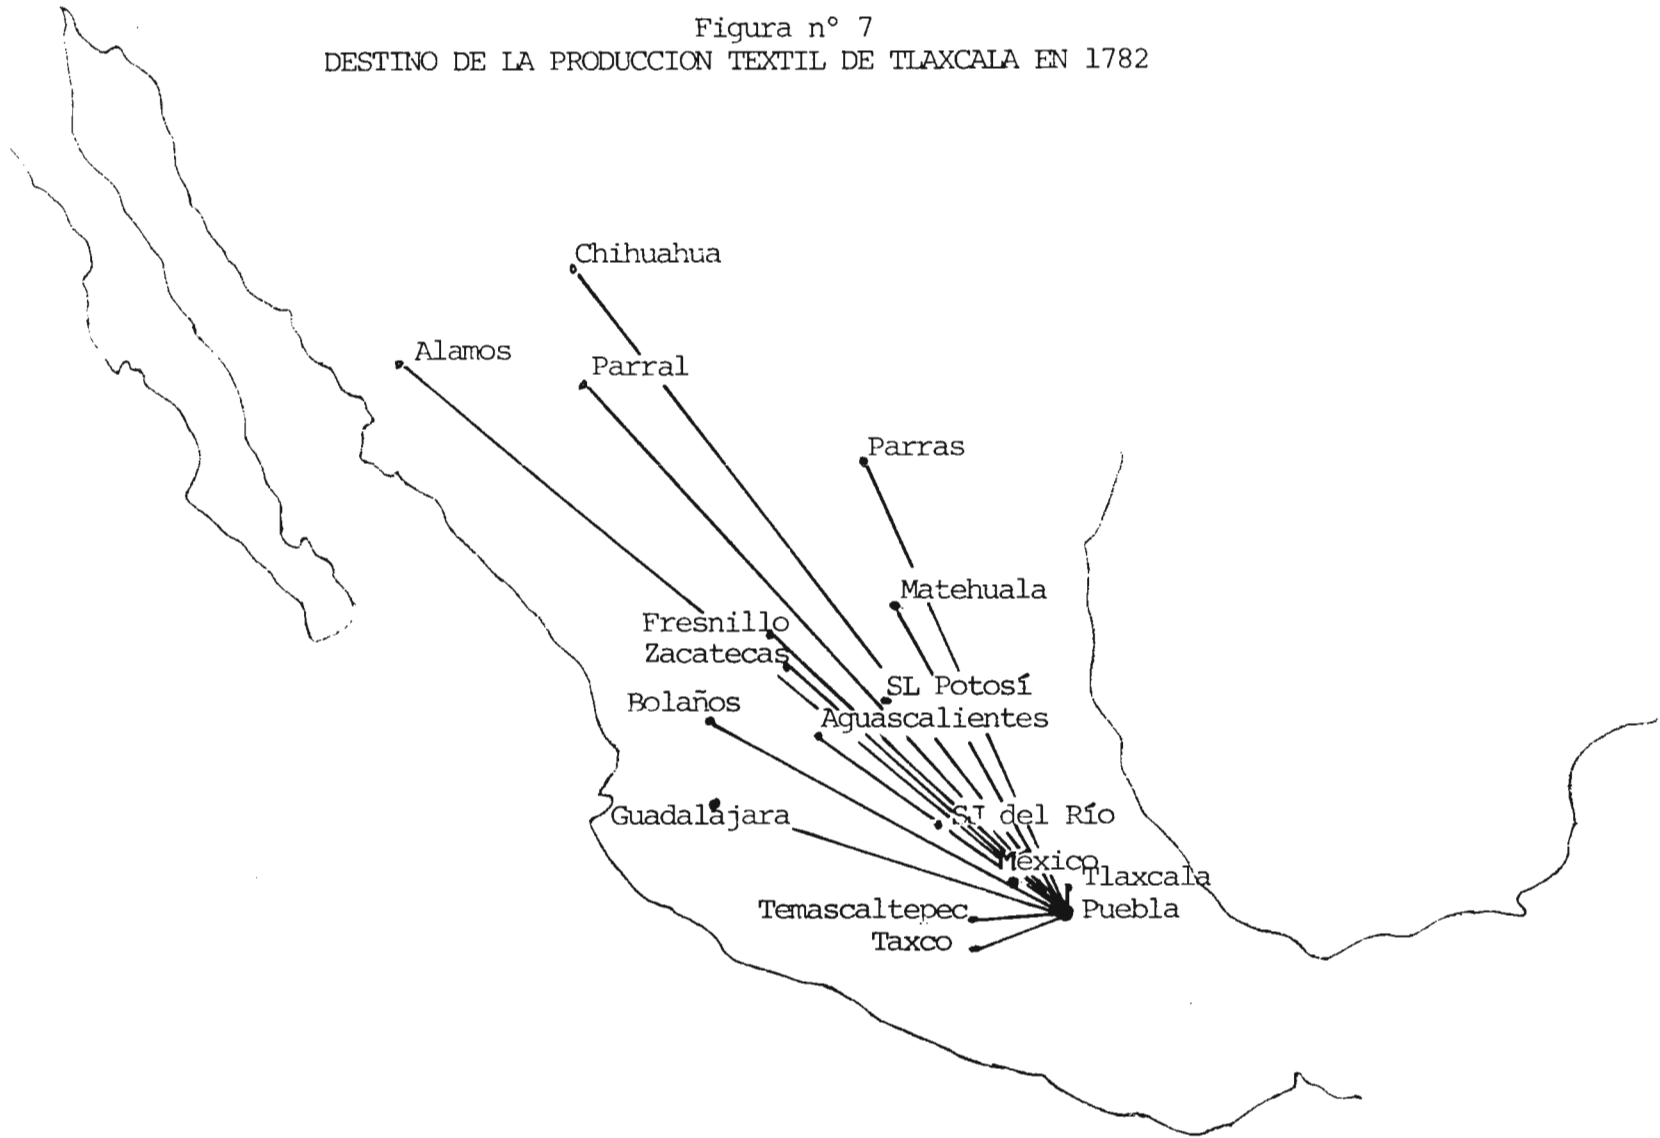 Figura n° 7
DESTINO DE LA PRODUCCION TEXTIL DE TLAXCALA EN 1782
Chihuahua
Alamos
Parral
Parras
Matehuala
Fresnillo
Zacatecas
SL Potosí
Bolaños
Aguascalientes
SJ del Río
Guadalajara
México
Tlaxcala
Temascaltepec
Puebla
Taxco